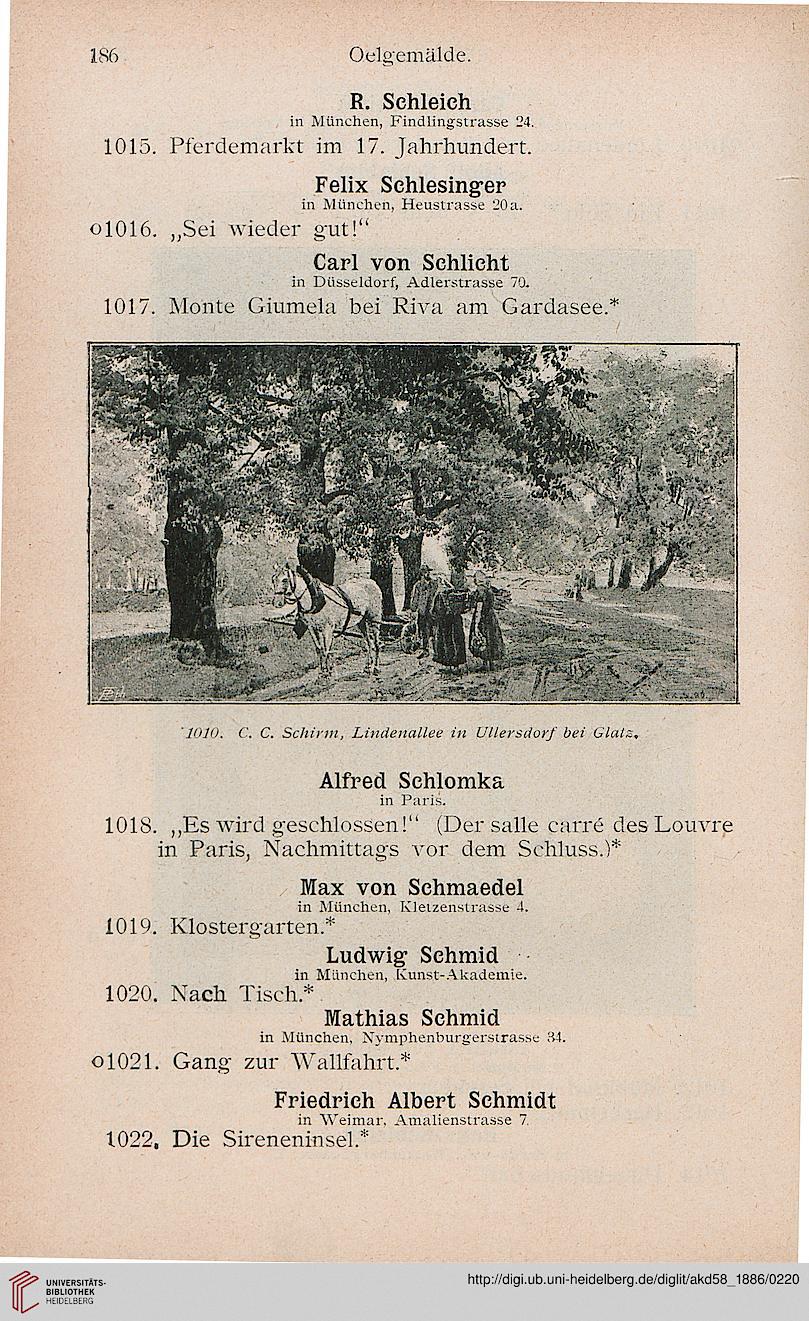 186
Oelgemälde.
R. Schleich
in München, Findlingstrasse 24.
1015. Pferdemarkt im 17. Jahrhundert.
Felix Schlesinger
in München, Heustrasse 20a.
o1016. „Sei wieder gut!“
Carl von Schlicht
in Düsseldorf, Adlerstrasse 70.
1017. Monte Giumela bei Riva am Gardasee.*
1010. C. C. Schirm, Lindenallee in Ullersdorf bei Glatz.
Alfred Schlomka
in Paris.
1018. „Es wird geschlossen!“ (Der salle carré des Louvre
in Paris, Nachmittags vor dem Schluss.)*
Max von Schmaedel
in München, Kletzenstrasse 4.
1019. Klostergarten.*
Ludwig Schmid
in München, Kunst-Akademie.
1020. Nach Tisch.*
Mathias Schmid
in München, Nymphenburgerstrasse 34.
o1021. Gang zur Wallfahrt.*
Friedrich Albert Schmidt
in Weimar, Amalienstrasse 7.
1022. Die Sireneninsel.*
UNIVERSITÄTS-
BIBLIOTHEK
HEIDELBERG
http://digi.ub.uni-heidelberg.de/diglit/akd58_1886/0220